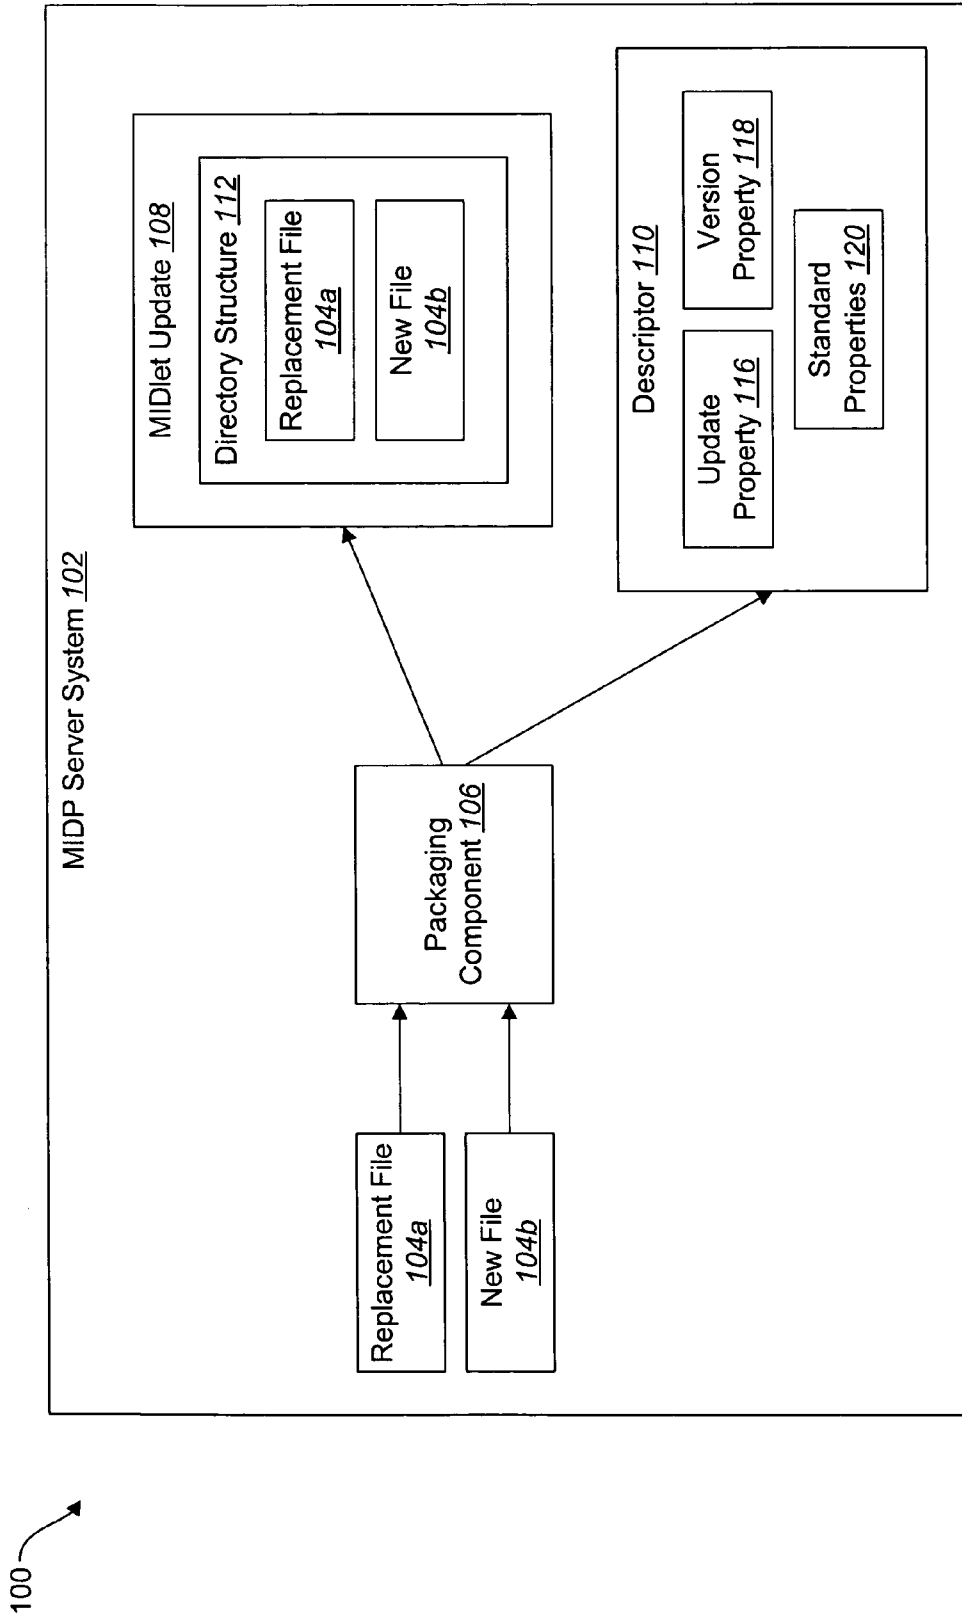 100
MIDP Server System 102
Replacement File
104a
New File
104b
Packaging
Component 106
MIDlet Update 108
Directory Structure 112
Replacement File
104a
New File
104b
Descriptor 110
Update
Property 116
Version
Property 118
Standard
Properties 120